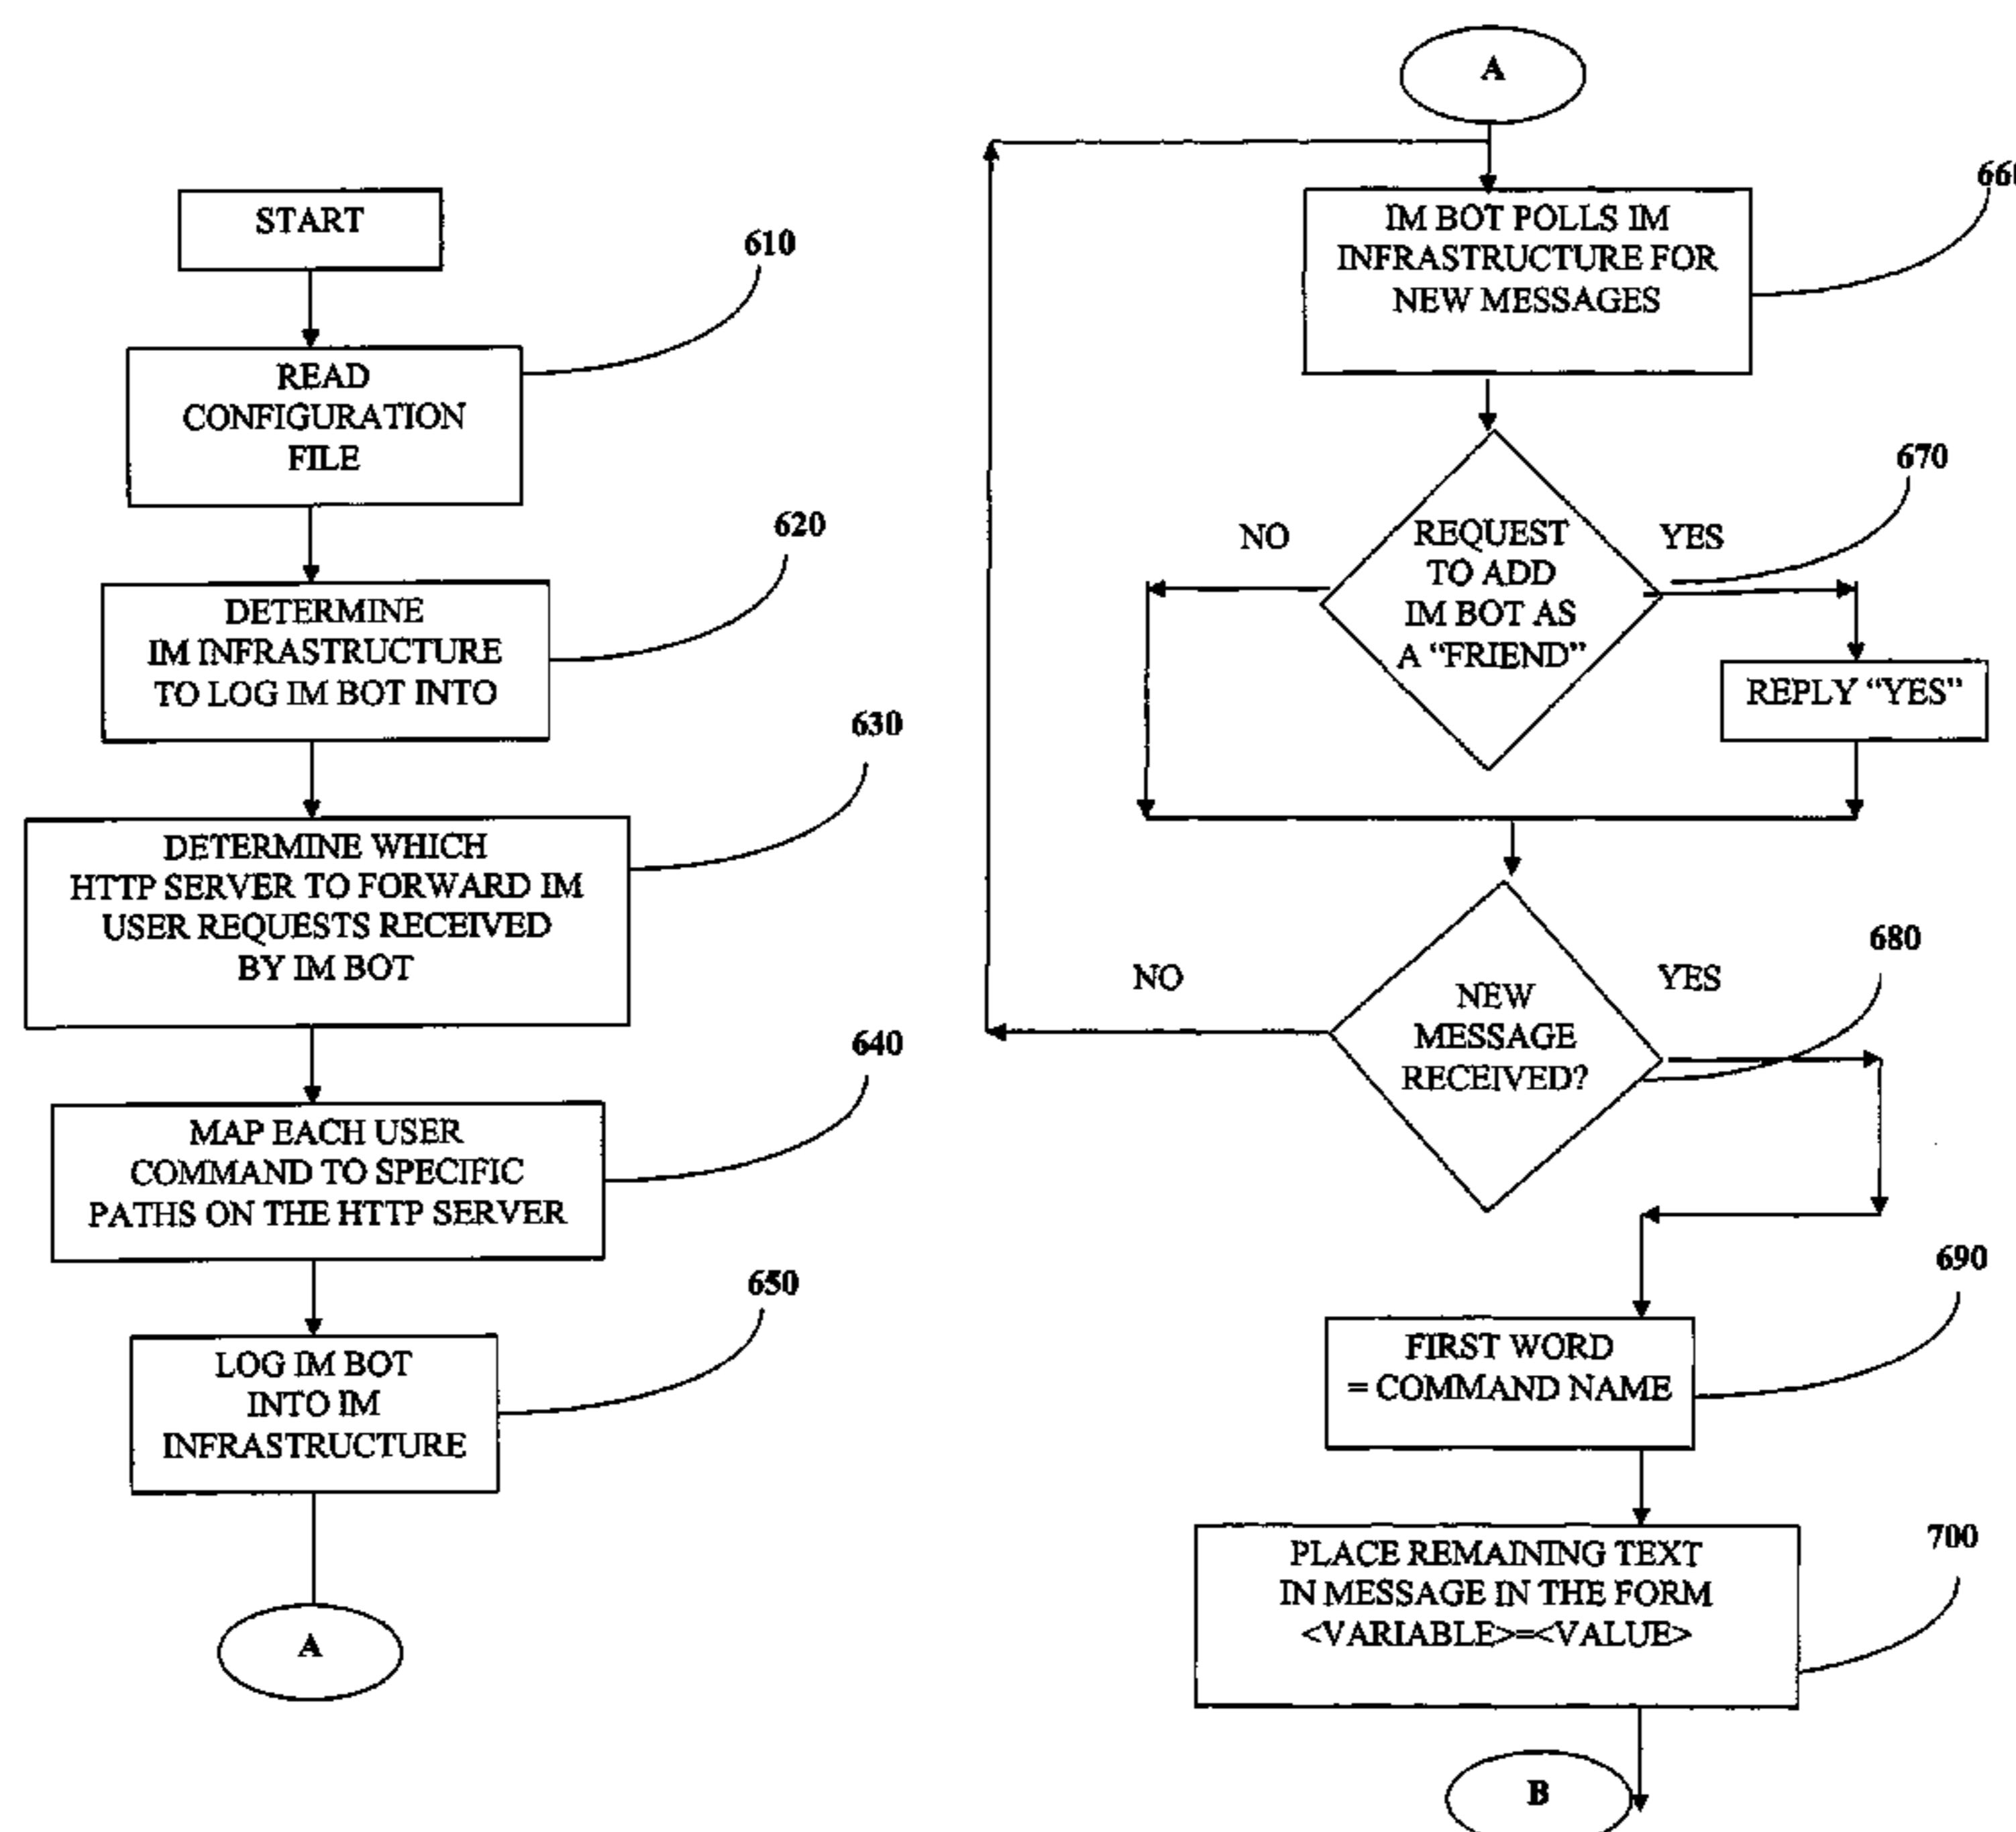 START
610
READ
CONFIGURATION
FILE
620
DETERMINE
IM INFRASTRUCTURE
TO LOG IM BOT INTO
630
DETERMINE WHICH
HTTP SERVER TO FORWARD IM
USER REQUESTS RECEIVED
BY IM BOT
640
MAP EACH USER
COMMAND TO SPECIFIC
PATHS ON THE HTTP SERVER
650
LOG IM BOT
INTO IM
INFRASTRUCTURE
A
A
660
IM BOT POLLS IM
INFRASTRUCTURE FOR
NEW MESSAGES
670
NO
YES
REQUEST
TO ADD
IM BOT AS
A “FRIEND”
REPLY “YES”
680
NO
YES
NEW
MESSAGE
RECEIVED?
690
FIRST WORD
= COMMAND NAME
700
PLACE REMAINING TEXT
IN MESSAGE IN THE FORM
<VARIABLE>=<VALUE>
B